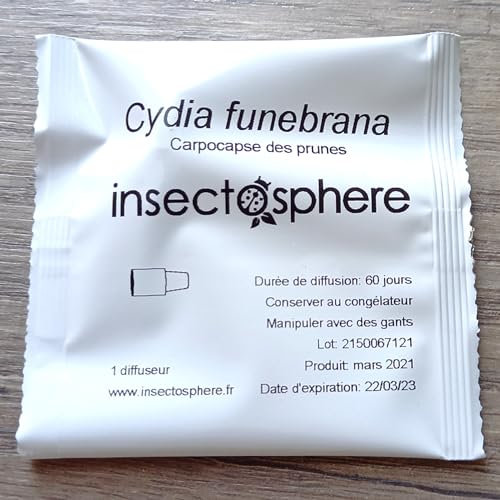 Cydia funebrana
Carpocapse des prunes
insectosphere
Durée de diffusion: 60 jours
Conserver au congélateur
Manipuler avec des gants
Lot: 2150067121
Produit: mars 2021
Date d'expiration: 22/03/23
1 diffuseur
www.insectosphere.fr